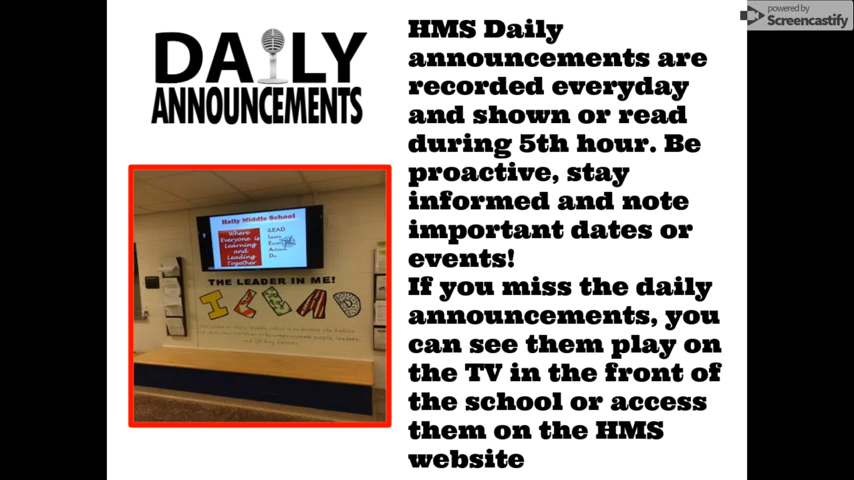 DAILY
ANNOUNCEMENTS
HMS Daily
announcements are
recorded everyday
and shown or read
during 5th hour. Be
proactive, stay
informed and note
important dates or
events!
If you miss the daily
announcements, you
can see them play on
the TV in the front of
the school or access
them on the HMS
website
powered by
Screencastify
Holly Middle School
Where
Everyone is
Learning
and
Leading
Together
iLEAD
THE LEADER IN ME!
I LEAD